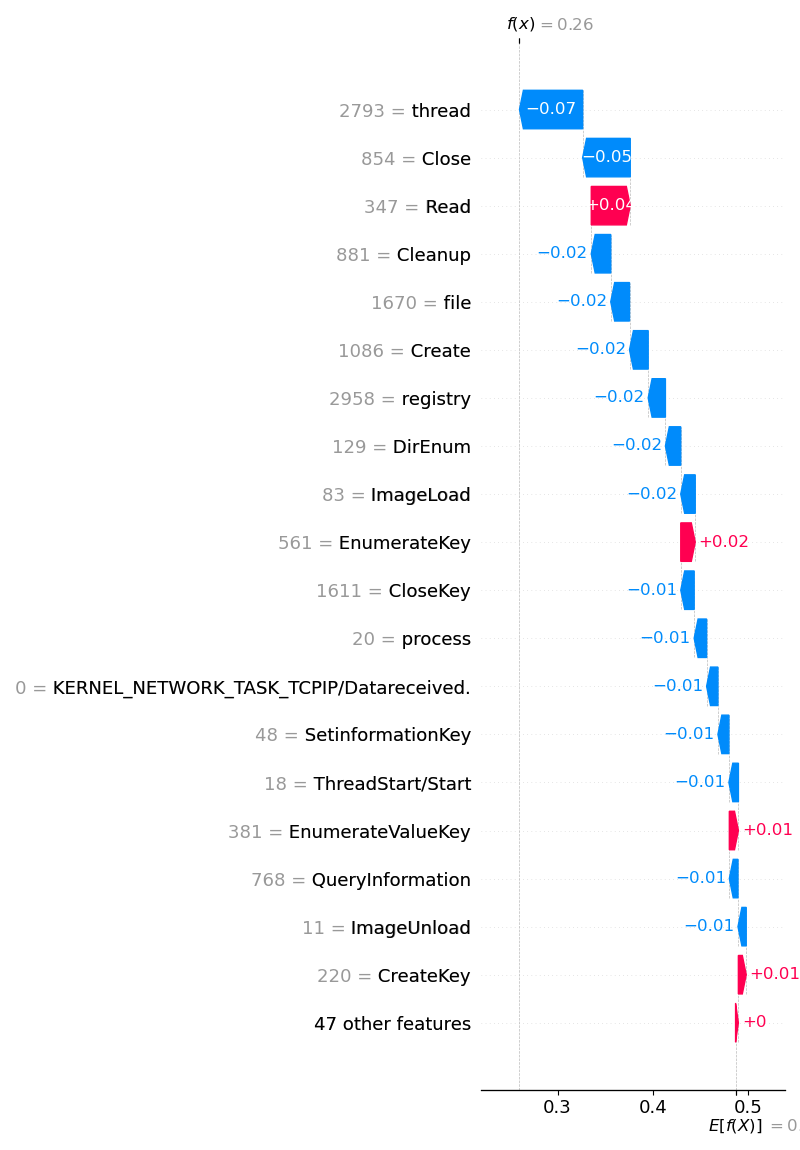 f(x) = 0.26
2793 = thread −0.07
854 = Close −0.05
347 = Read +0.04
881 = Cleanup −0.02
1670 = file −0.02
1086 = Create −0.02
2958 = registry −0.02
129 = DirEnum −0.02
83 = ImageLoad −0.02
561 = EnumerateKey +0.02
1611 = CloseKey −0.01
20 = process −0.01
0 = KERNEL_NETWORK_TASK_TCPIP/Datareceived. −0.01
48 = SetinformationKey −0.01
18 = ThreadStart/Start −0.01
381 = EnumerateValueKey +0.01
768 = QueryInformation −0.01
11 = ImageUnload −0.01
220 = CreateKey +0.01
47 other features +0
0.3 0.4 0.5
E[f(X)] = 0.